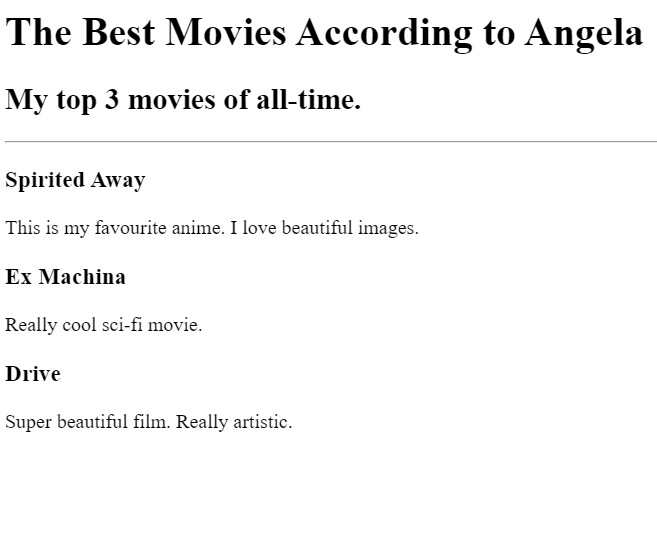 The Best Movies According to Angela
My top 3 movies of all-time.
Spirited Away
This is my favourite anime. I love beautiful images.
Ex Machina
Really cool sci-fi movie.
Drive
Super beautiful film. Really artistic.